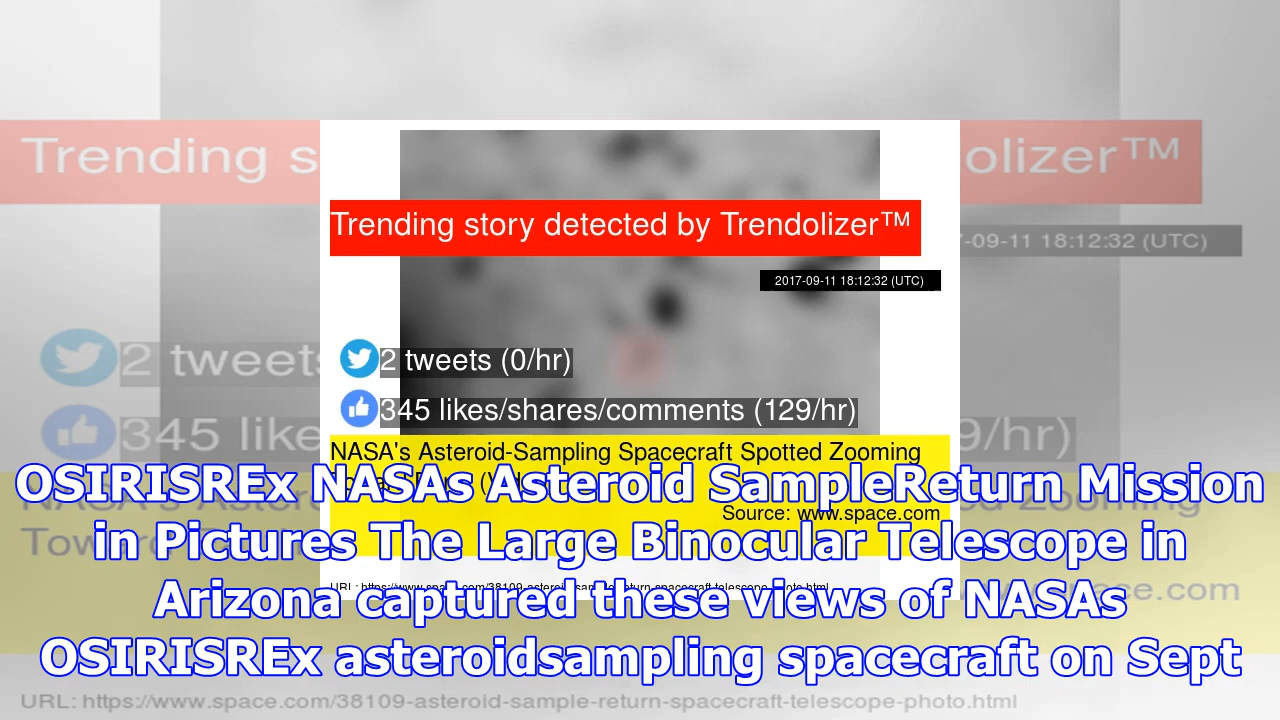 Trending story detected by Trendolizer™
2017-09-11 18:12:32 (UTC)
2 tweets (0/hr)
345 likes/shares/comments (129/hr)
NASA's Asteroid-Sampling Spacecraft Spotted Zooming
Source: www.space.com
OSIRISREx NASAs Asteroid SampleReturn Mission
in Pictures The Large Binocular Telescope in
Arizona captured these views of NASAs
OSIRISREx asteroidsampling spacecraft on Sept
URL: https://www.space.com/38109-asteroid-sample-return-spacecraft-telescope-photo.html